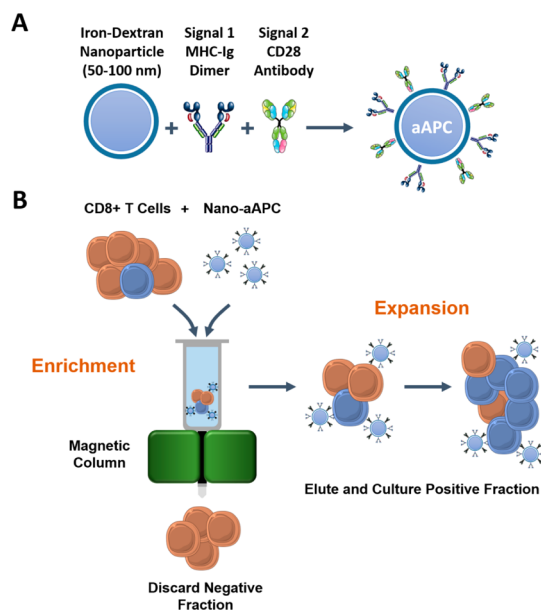 A
Iron-Dextran
Nanoparticle
(50-100 nm)
Signal 1
MHC-Ig
Dimer
Signal 2
CD28
Antibody
+
+
aAPC
B
CD8+ T Cells + Nano-aAPC
Enrichment
Expansion
Magnetic
Column
Elute and Culture Positive Fraction
Discard Negative
Fraction